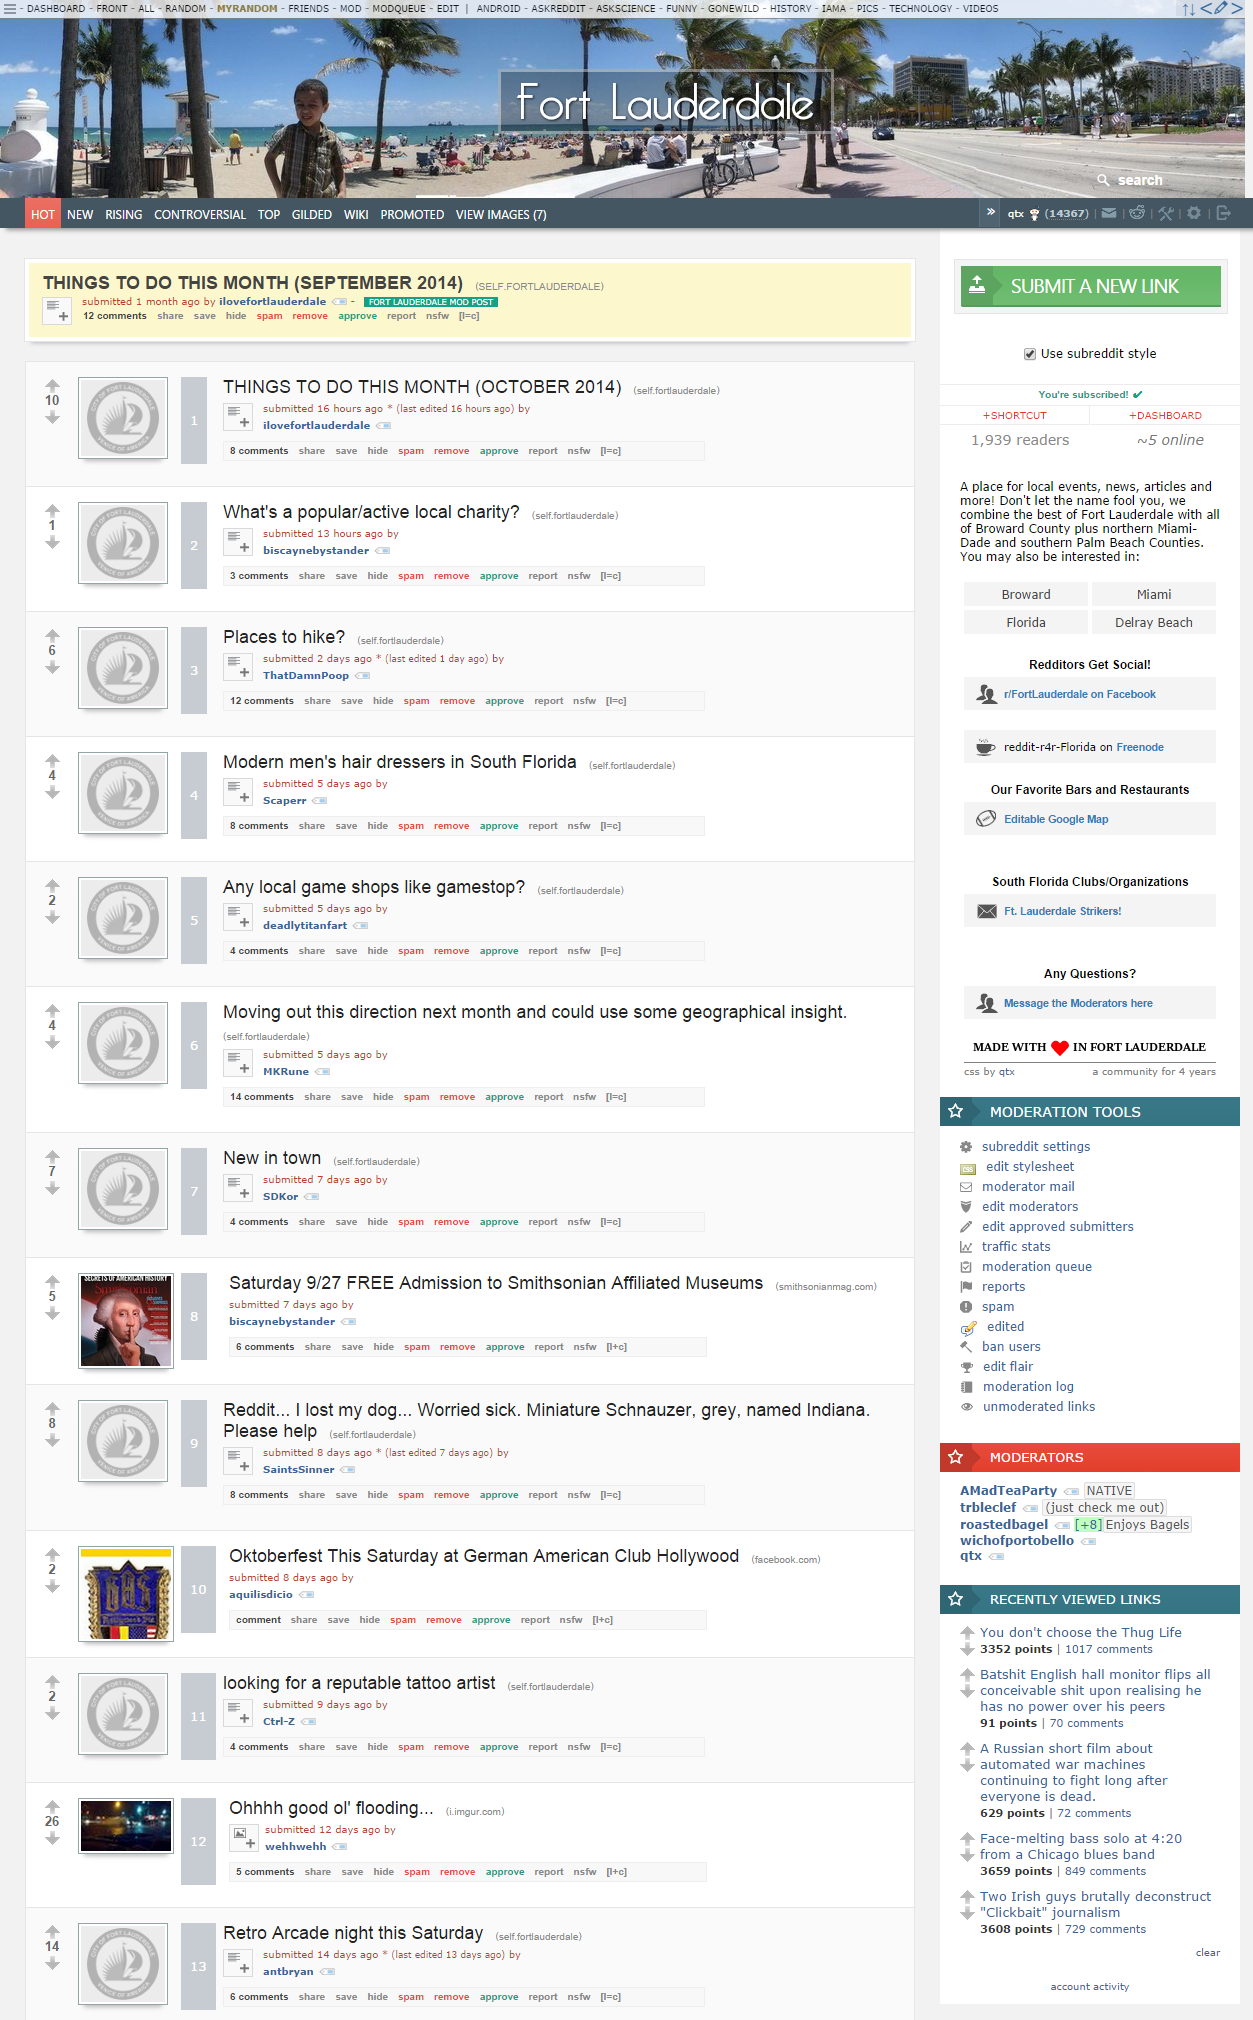 - DASHBOARD - FRONT - ALL - RANDOM - MYRANDOM - FRIENDS - MOD - MODQUEUE - EDIT | ANDROID - ASKREDDIT - ASKSCIENCE - FUNNY - GONEWILD - HISTORY - IAMA - PICS - TECHNOLOGY - VIDEOS
Fort Lauderdale
search
HOT NEW RISING CONTROVERSIAL TOP GILDED WIKI PROMOTED VIEW IMAGES (7)
» qtx (14367)
THINGS TO DO THIS MONTH (SEPTEMBER 2014) (SELF.FORTLAUDERDALE)
submitted 1 month ago by ilovefortlauderdale - FORT LAUDERDALE MOD POST
12 comments share save hide spam remove approve report nsfw [l=c]
10
1
THINGS TO DO THIS MONTH (OCTOBER 2014) (self.fortlauderdale)
submitted 16 hours ago * (last edited 16 hours ago) by
ilovefortlauderdale
8 comments share save hide spam remove approve report nsfw [l=c]
1
2
What's a popular/active local charity? (self.fortlauderdale)
submitted 13 hours ago by
biscaynebystander
3 comments share save hide spam remove approve report nsfw [l=c]
6
3
Places to hike? (self.fortlauderdale)
submitted 2 days ago * (last edited 1 day ago) by
ThatDamnPoop
12 comments share save hide spam remove approve report nsfw [l=c]
4
4
Modern men's hair dressers in South Florida (self.fortlauderdale)
submitted 5 days ago by
Scaperr
8 comments share save hide spam remove approve report nsfw [l=c]
2
5
Any local game shops like gamestop? (self.fortlauderdale)
submitted 5 days ago by
deadlytitanfart
4 comments share save hide spam remove approve report nsfw [l=c]
4
6
Moving out this direction next month and could use some geographical insight.
(self.fortlauderdale)
submitted 5 days ago by
MKRune
14 comments share save hide spam remove approve report nsfw [l=c]
7
7
New in town (self.fortlauderdale)
submitted 7 days ago by
SDKor
4 comments share save hide spam remove approve report nsfw [l=c]
5
SECRETS OF AMERICAN HISTORY
Smithsonian
8
Saturday 9/27 FREE Admission to Smithsonian Affiliated Museums (smithsonianmag.com)
submitted 7 days ago by
biscaynebystander
6 comments share save hide spam remove approve report nsfw [l+c]
8
9
Reddit... I lost my dog... Worried sick. Miniature Schnauzer, grey, named Indiana.
Please help (self.fortlauderdale)
submitted 8 days ago * (last edited 7 days ago) by
SaintsSinner
8 comments share save hide spam remove approve report nsfw [l=c]
2
10
Oktoberfest This Saturday at German American Club Hollywood (facebook.com)
submitted 8 days ago by
aquilisdicio
comment share save hide spam remove approve report nsfw [l+c]
2
11
looking for a reputable tattoo artist (self.fortlauderdale)
submitted 9 days ago by
Ctrl-Z
4 comments share save hide spam remove approve report nsfw [l=c]
26
12
Ohhhh good ol' flooding... (i.imgur.com)
submitted 12 days ago by
wehhwehh
5 comments share save hide spam remove approve report nsfw [l+c]
14
13
Retro Arcade night this Saturday (self.fortlauderdale)
submitted 14 days ago * (last edited 13 days ago) by
antbryan
6 comments share save hide spam remove approve report nsfw [l=c]
SUBMIT A NEW LINK
Use subreddit style
You're subscribed! ✔
+SHORTCUT +DASHBOARD
1,939 readers ~5 online
A place for local events, news, articles and
more! Don't let the name fool you, we
combine the best of Fort Lauderdale with all
of Broward County plus northern Miami-
Dade and southern Palm Beach Counties.
You may also be interested in:
Broward Miami
Florida Delray Beach
Redditors Get Social!
r/FortLauderdale on Facebook
reddit-r4r-Florida on Freenode
Our Favorite Bars and Restaurants
Editable Google Map
South Florida Clubs/Organizations
Ft. Lauderdale Strikers!
Any Questions?
Message the Moderators here
MADE WITH ♥ IN FORT LAUDERDALE
css by qtx a community for 4 years
MODERATION TOOLS
subreddit settings
edit stylesheet
moderator mail
edit moderators
edit approved submitters
traffic stats
moderation queue
reports
spam
edited
ban users
edit flair
moderation log
unmoderated links
MODERATORS
AMadTeaParty NATIVE
trbleclef (just check me out)
roastedbagel [+8] Enjoys Bagels
wichofportobello
qtx
RECENTLY VIEWED LINKS
You don't choose the Thug Life
3352 points | 1017 comments
Batshit English hall monitor flips all
conceivable shit upon realising he
has no power over his peers
91 points | 70 comments
A Russian short film about
automated war machines
continuing to fight long after
everyone is dead.
629 points | 72 comments
Face-melting bass solo at 4:20
from a Chicago blues band
3659 points | 849 comments
Two Irish guys brutally deconstruct
"Clickbait" journalism
3608 points | 729 comments
clear
account activity